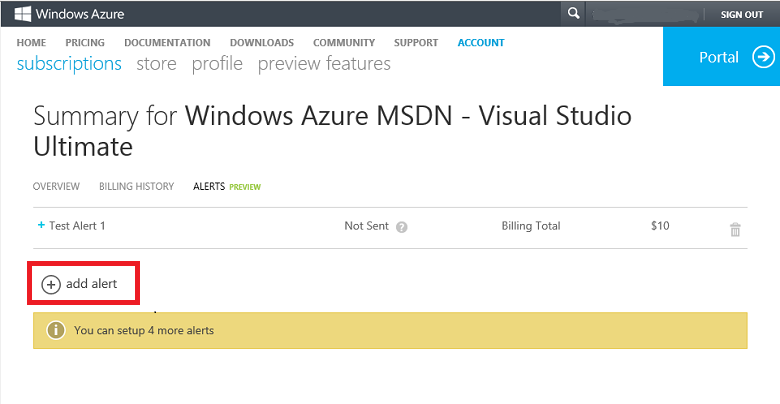 Windows Azure SIGN OUT
HOME PRICING DOCUMENTATION DOWNLOADS COMMUNITY SUPPORT ACCOUNT
subscriptions store profile preview features
Portal
Summary for Windows Azure MSDN - Visual Studio
Ultimate
OVERVIEW BILLING HISTORY ALERTS PREVIEW
+ Test Alert 1 Not Sent ? Billing Total $10
+ add alert
i You can setup 4 more alerts